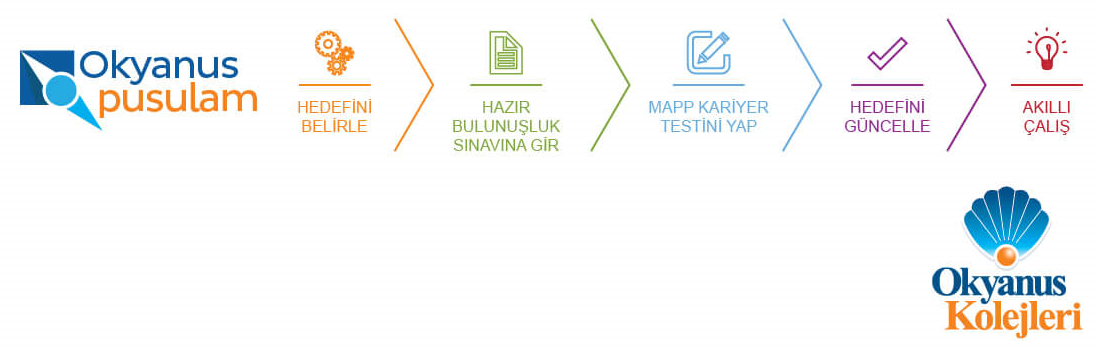 Okyanus
pusulam
HEDEFİNİ
BELİRLE
HAZIR
BULUNUŞLUK
SINAVINA GİR
MAPP KARİYER
TESTİNİ YAP
HEDEFİNİ
GÜNCELLE
AKILLI
ÇALIŞ
Okyanus
Kolejleri